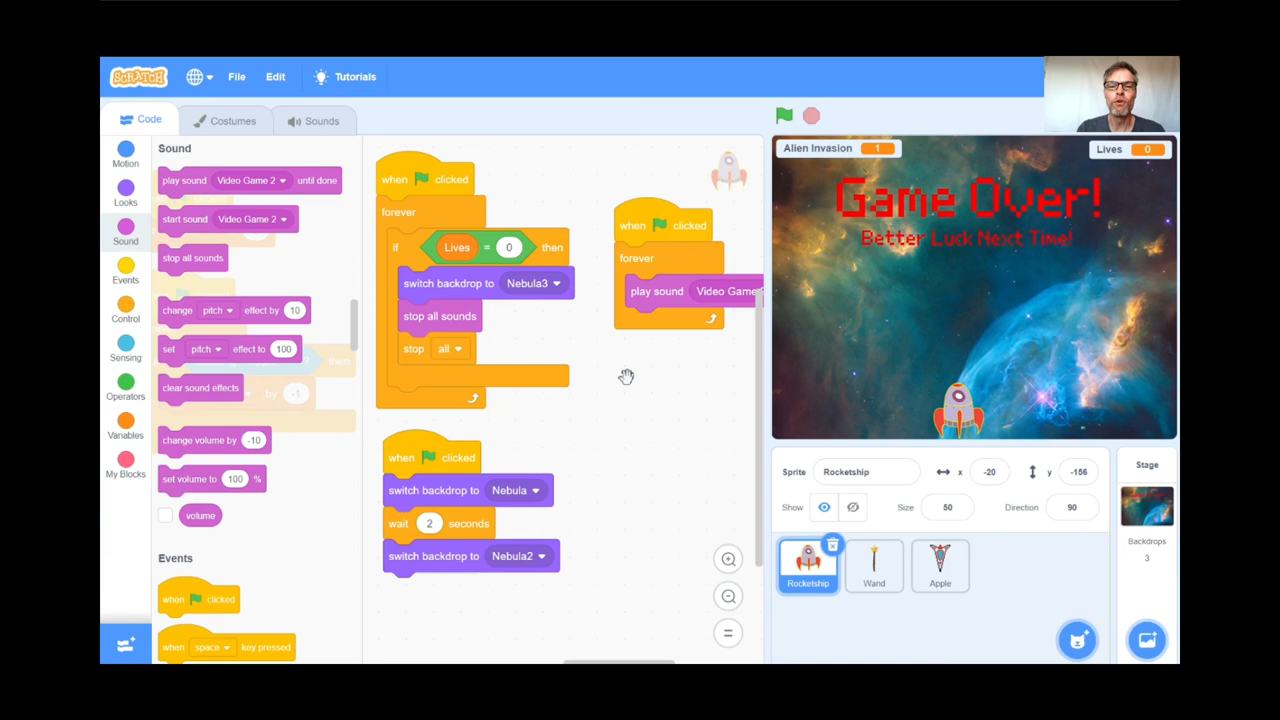 SCRATCH
File
Edit
Tutorials
Code
Costumes
Sounds
Motion
Looks
Sound
Events
Control
Sensing
Operators
Variables
My Blocks
Sound
play sound Video Game 2 until done
start sound Video Game 2
stop all sounds
change pitch effect by 10
set pitch effect to 100
then
clear sound effects
by -1
change volume by -10
set volume to 100 %
volume
Events
when clicked
when space key pressed
when clicked
forever
if Lives = 0 then
switch backdrop to Nebula3
stop all sounds
stop all
when clicked
switch backdrop to Nebula
wait 2 seconds
switch backdrop to Nebula2
when clicked
forever
play sound Video Game
Alien Invasion 1
Lives 0
Game Over!
Better Luck Next Time!
Sprite Rocketship x -20 y -156
Show Size 50 Direction 90
Rocketship
Wand
Apple
Stage
Backdrops
3